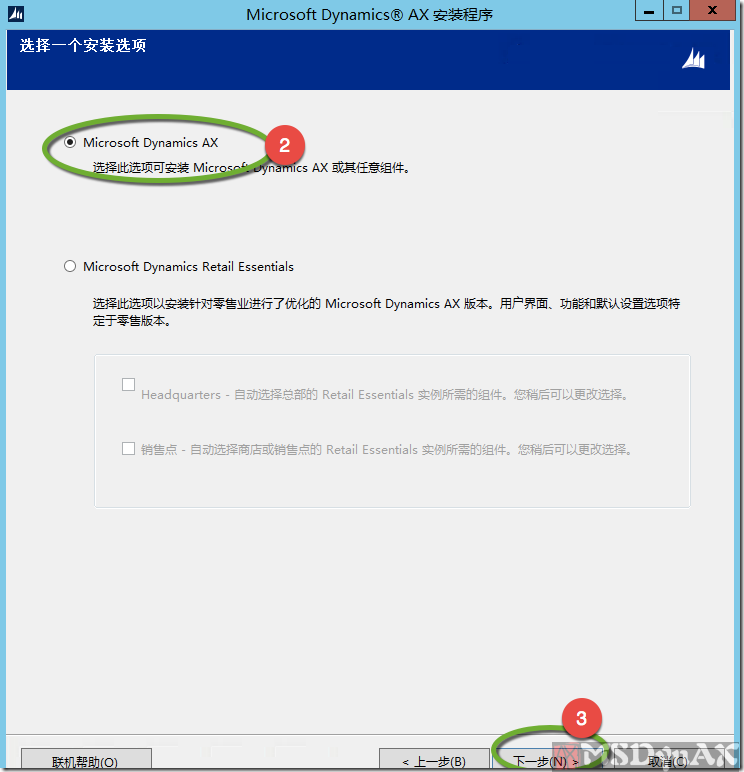 Microsoft Dynamics® AX 安装程序
选择一个安装选项
Microsoft Dynamics AX
2
选择此选项可安装 Microsoft Dynamics AX 或其任意组件。
Microsoft Dynamics Retail Essentials
选择此选项以安装针对零售业进行了优化的 Microsoft Dynamics AX 版本。用户界面、功能和默认设置选项特
定于零售版本。
Headquarters - 自动选择总部的 Retail Essentials 实例所需的组件。您稍后可以更改选择。
销售点 - 自动选择商店或销售点的 Retail Essentials 实例所需的组件。您稍后可以更改选择。
3
联机帮助(O)
< 上一步(B)
下一步(N) >
取消(C)
MSDynAX